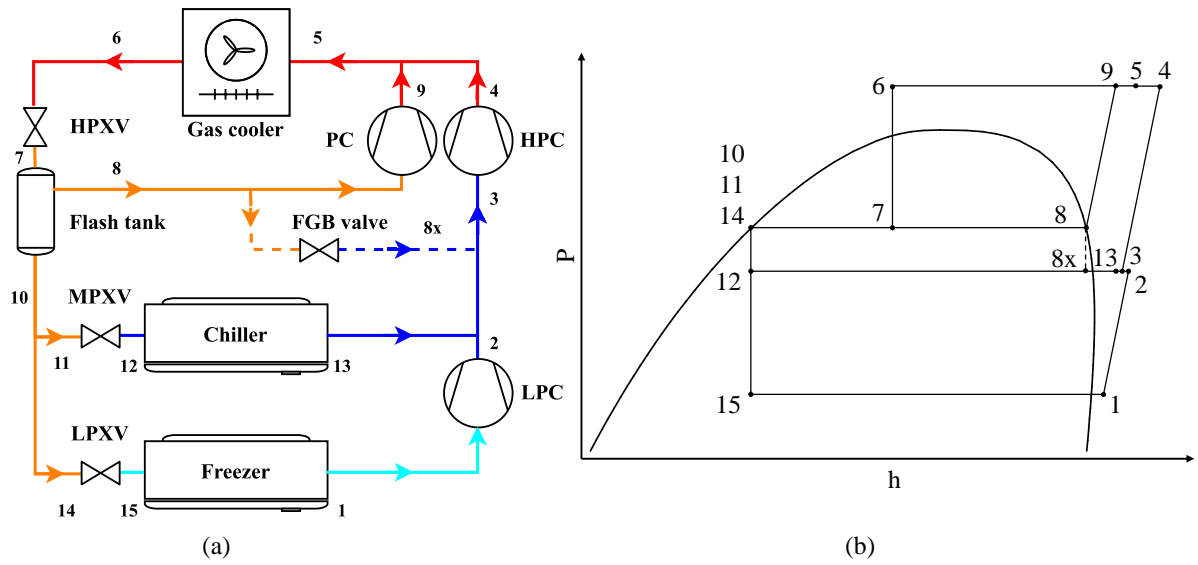 6
5
9
4
HPXV
Gas cooler
PC
HPC
7
8
3
Flash tank
FGB valve
8x
10
MPXV
Chiller
2
11
12
13
LPC
LPXV
Freezer
14
15
1
(a)
P
6
9
5
4
10
11
14
7
8
12
8x
13
3
2
15
1
h
(b)